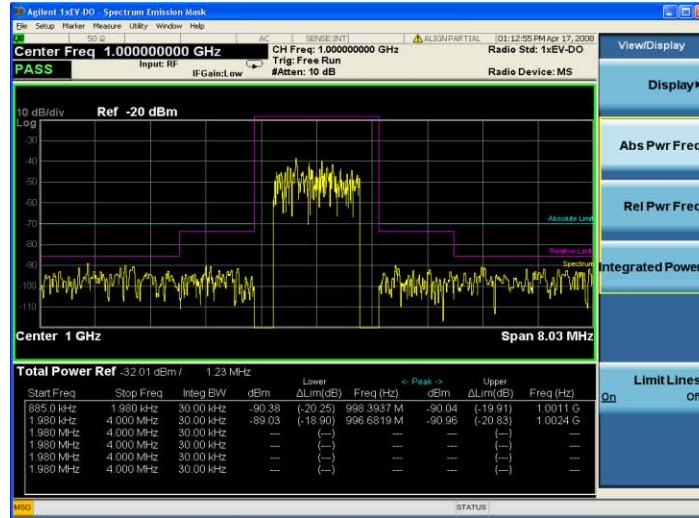 Agilent 1xEV-DO - Spectrum Emission Mask
File Setup Marker Measure Utility Window Help
50 Ω AC SENSE:INT ALIGN PARTIAL 01:12:55 PM Apr 17, 2008
Center Freq 1.000000000 GHz CH Freq: 1.000000000 GHz Radio Std: 1xEV-DO
Input: RF Trig: Free Run
PASS IFGain:Low #Atten: 10 dB Radio Device: MS
View/Display
Display
Abs Pwr Freq
Rel Pwr Freq
Integrated Power
Limit Lines
On Off
10 dB/div Ref -20 dBm
Log
-30
-40
-50
-60
-70
-80
-90
-100
-110
Absolute Limit
Relative Limit
Spectrum
Center 1 GHz Span 8.03 MHz
Total Power Ref -32.01 dBm / 1.23 MHz
Lower <- Peak -> Upper
Start Freq Stop Freq Integ BW dBm ΔLim(dB) Freq (Hz) dBm ΔLim(dB) Freq (Hz)
885.0 kHz 1.980 kHz 30.00 kHz -90.38 (-20.25) 998.3937 M -90.04 (-19.91) 1.0011 G
1.980 kHz 4.000 MHz 30.00 kHz -89.03 (-18.90) 996.6819 M -90.96 (-20.83) 1.0024 G
1.980 MHz 4.000 MHz 30.00 kHz --- (---) --- --- (---) ---
1.980 MHz 4.000 MHz 30.00 kHz --- (---) --- --- (---) ---
1.980 MHz 4.000 MHz 30.00 kHz --- (---) --- --- (---) ---
1.980 MHz 4.000 MHz 30.00 kHz --- (---) --- --- (---) ---
MSG STATUS